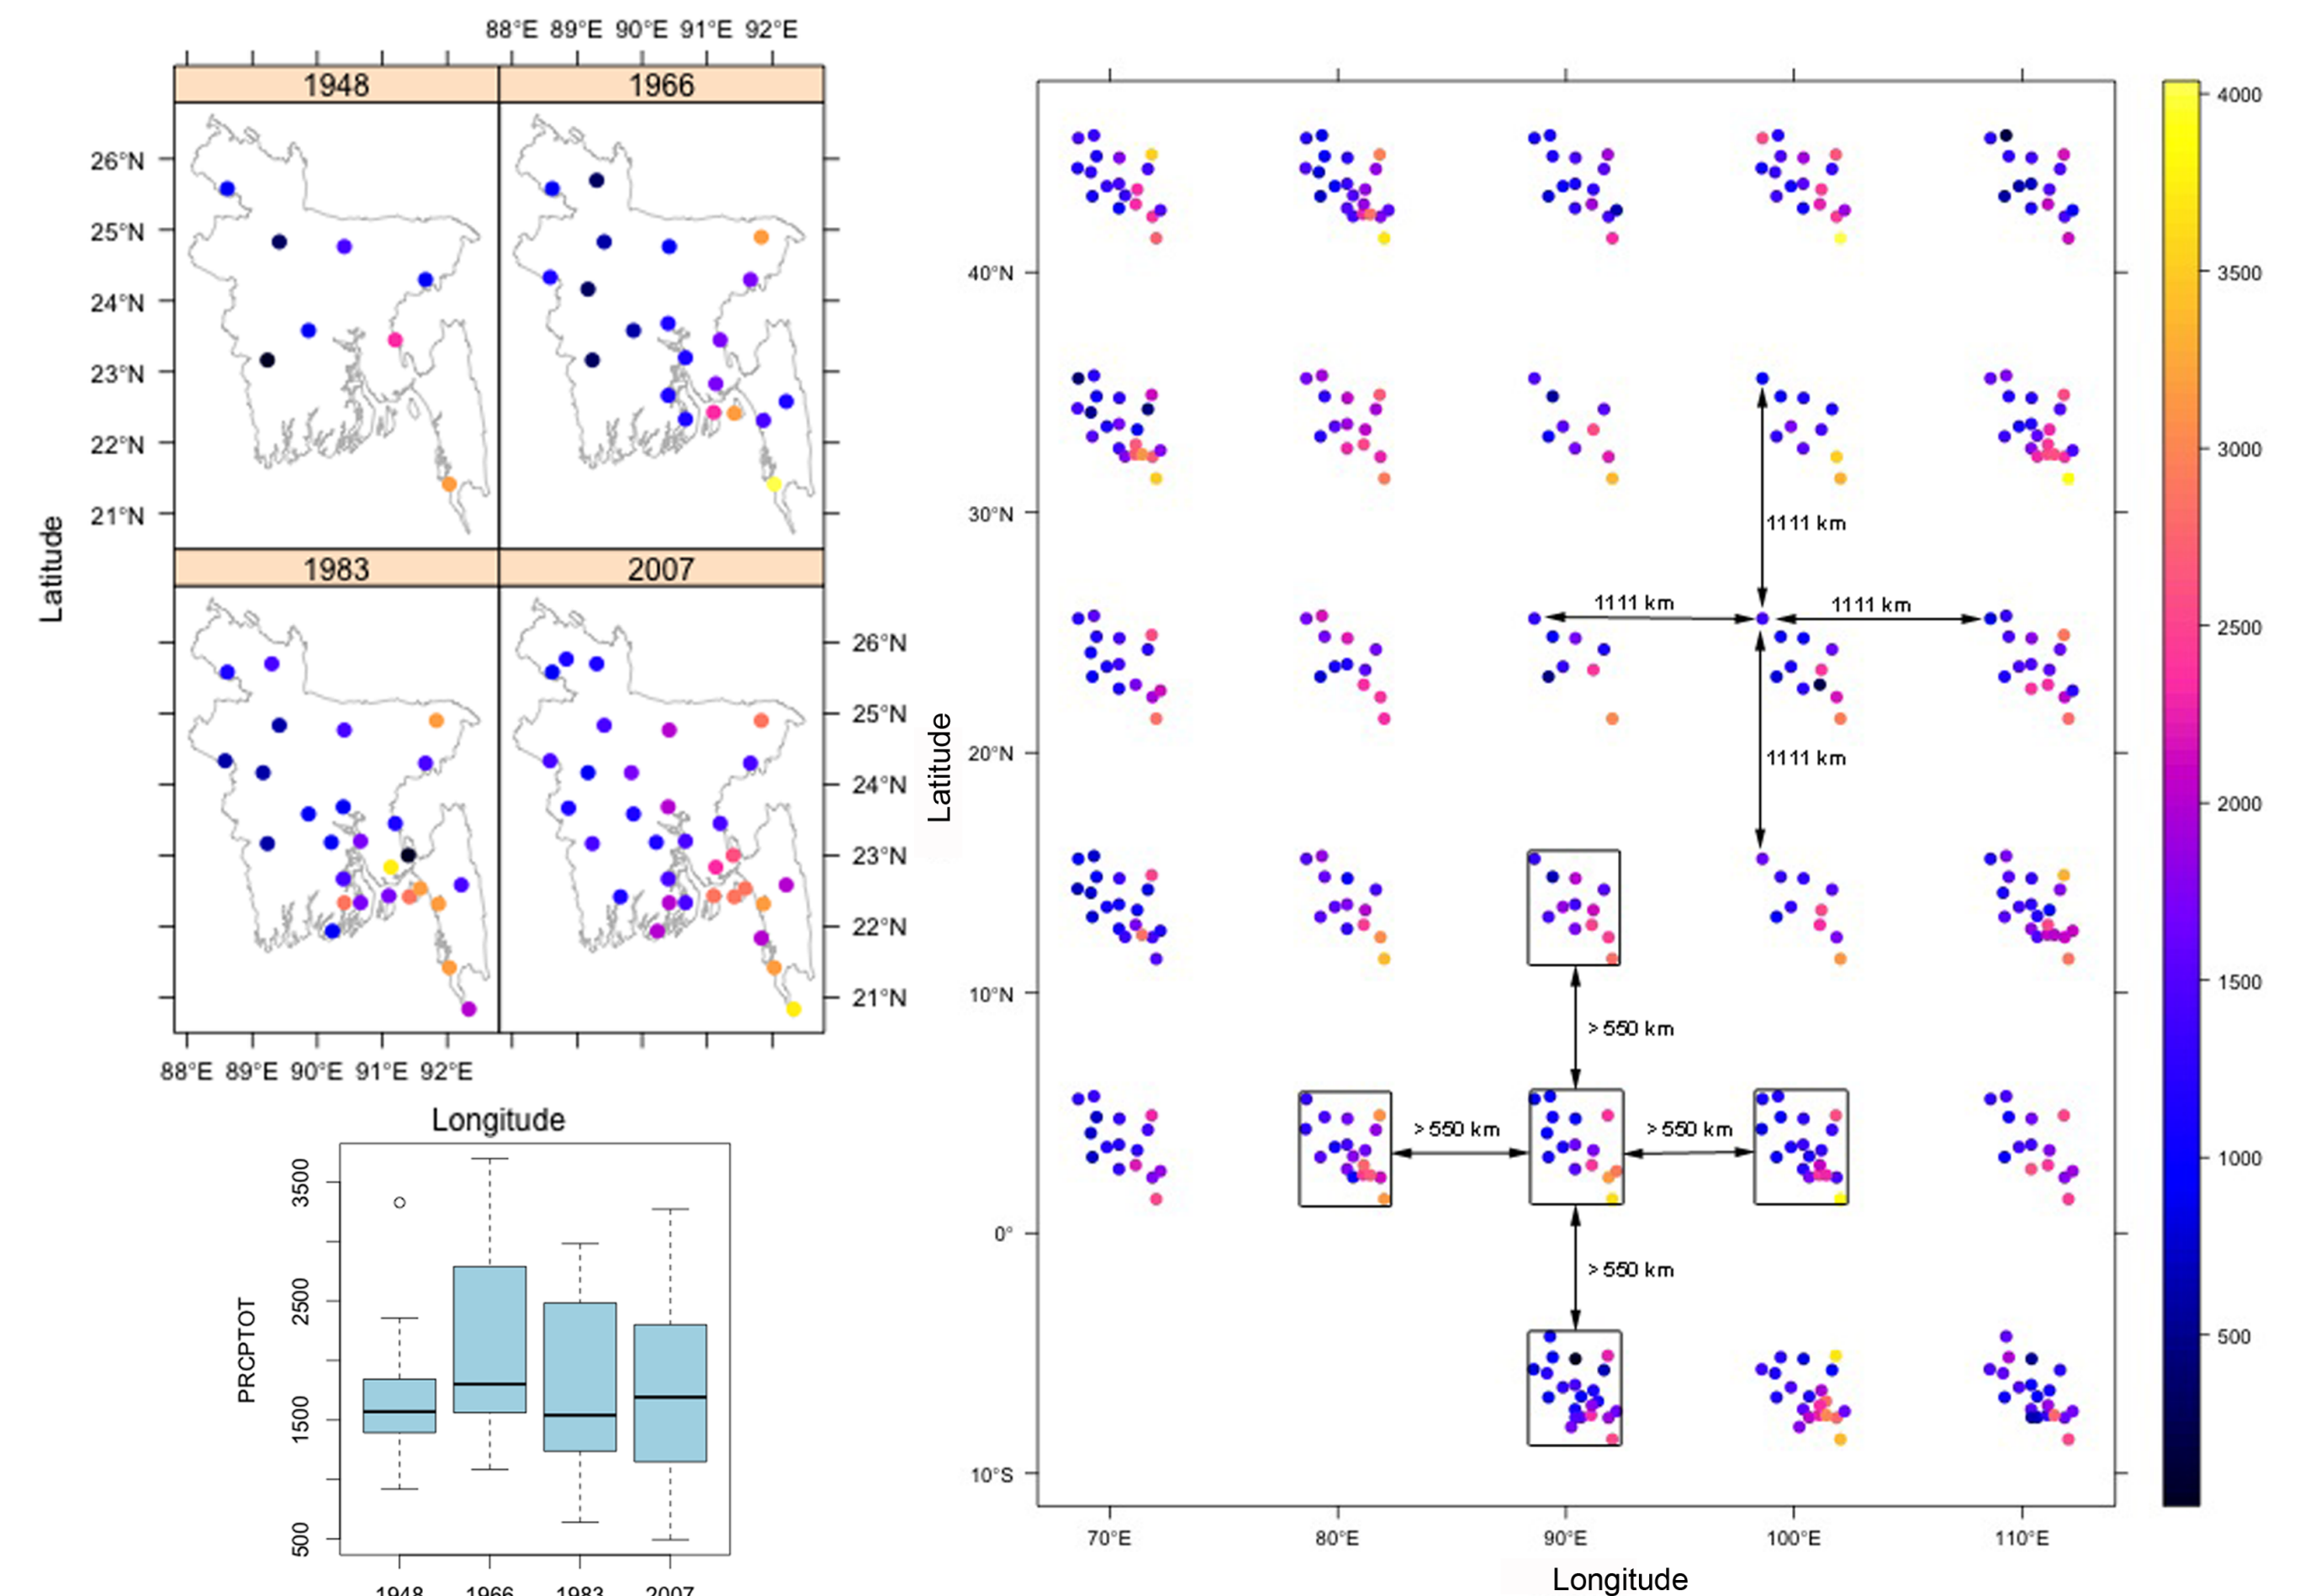 88°E 89°E 90°E 91°E 92°E
1948 1966
26°N
25°N
24°N
23°N
22°N
21°N
Latitude
1983 2007
26°N
25°N
24°N
23°N
22°N
21°N
88°E 89°E 90°E 91°E 92°E
Longitude
PRCPTOT
3500
2500
1500
500
1948 1966 1983 2007
Latitude
40°N
30°N
20°N
10°N
0°
10°S
1111 km
1111 km
1111 km
1111 km
> 550 km
> 550 km
> 550 km
> 550 km
70°E 80°E 90°E 100°E 110°E
Longitude
4000
3500
3000
2500
2000
1500
1000
500